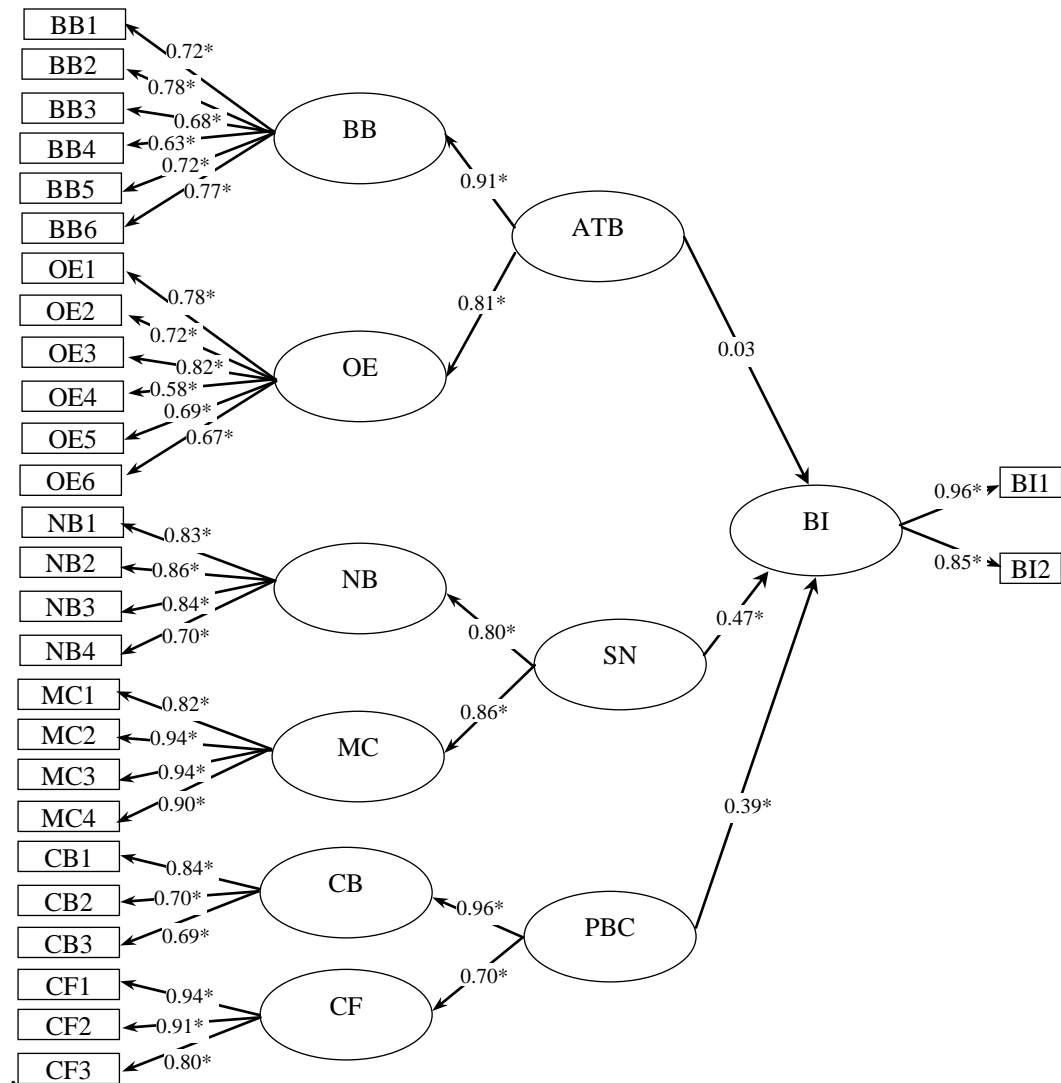 BB1
0.72*
BB2
0.78*
BB3
0.68*
BB4
0.63*
BB5
0.72*
BB6
0.77*
BB
0.91*
ATB
OE1
0.78*
OE2
0.72*
OE3
0.82*
OE4
0.58*
OE5
0.69*
OE6
0.67*
OE
0.81*
0.03
NB1
0.83*
NB2
0.86*
NB3
0.84*
NB4
0.70*
NB
0.80*
SN
0.47*
BI
0.96*
BI1
0.85*
BI2
MC1
0.82*
MC2
0.94*
MC3
0.94*
MC4
0.90*
MC
0.86*
0.39*
CB1
0.84*
CB2
0.70*
CB3
0.69*
CB
0.96*
PBC
CF1
0.94*
CF2
0.91*
CF3
0.80*
CF
0.70*
.